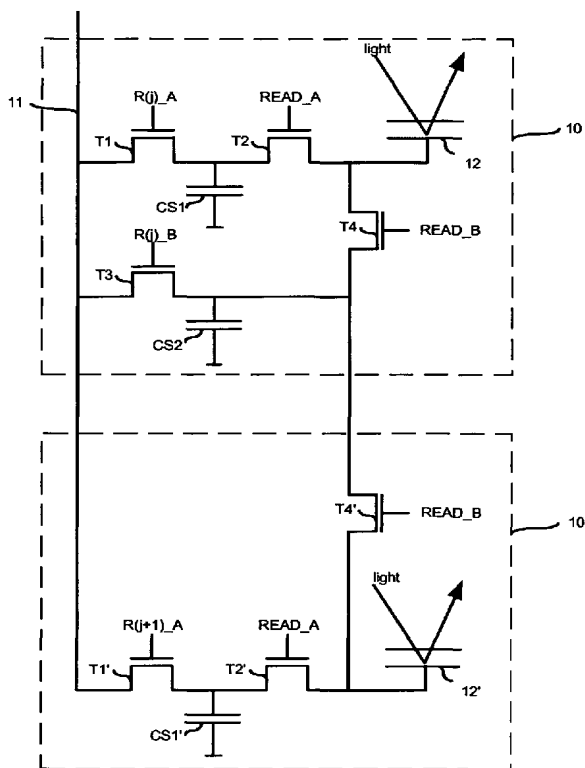 light
11
R(j)_A
READ_A
10
T1
T2
12
CS1
T4
READ_B
R(j)_B
T3
CS2
T4'
READ_B
10
light
R(j+1)_A
READ_A
T1'
T2'
12'
CS1'